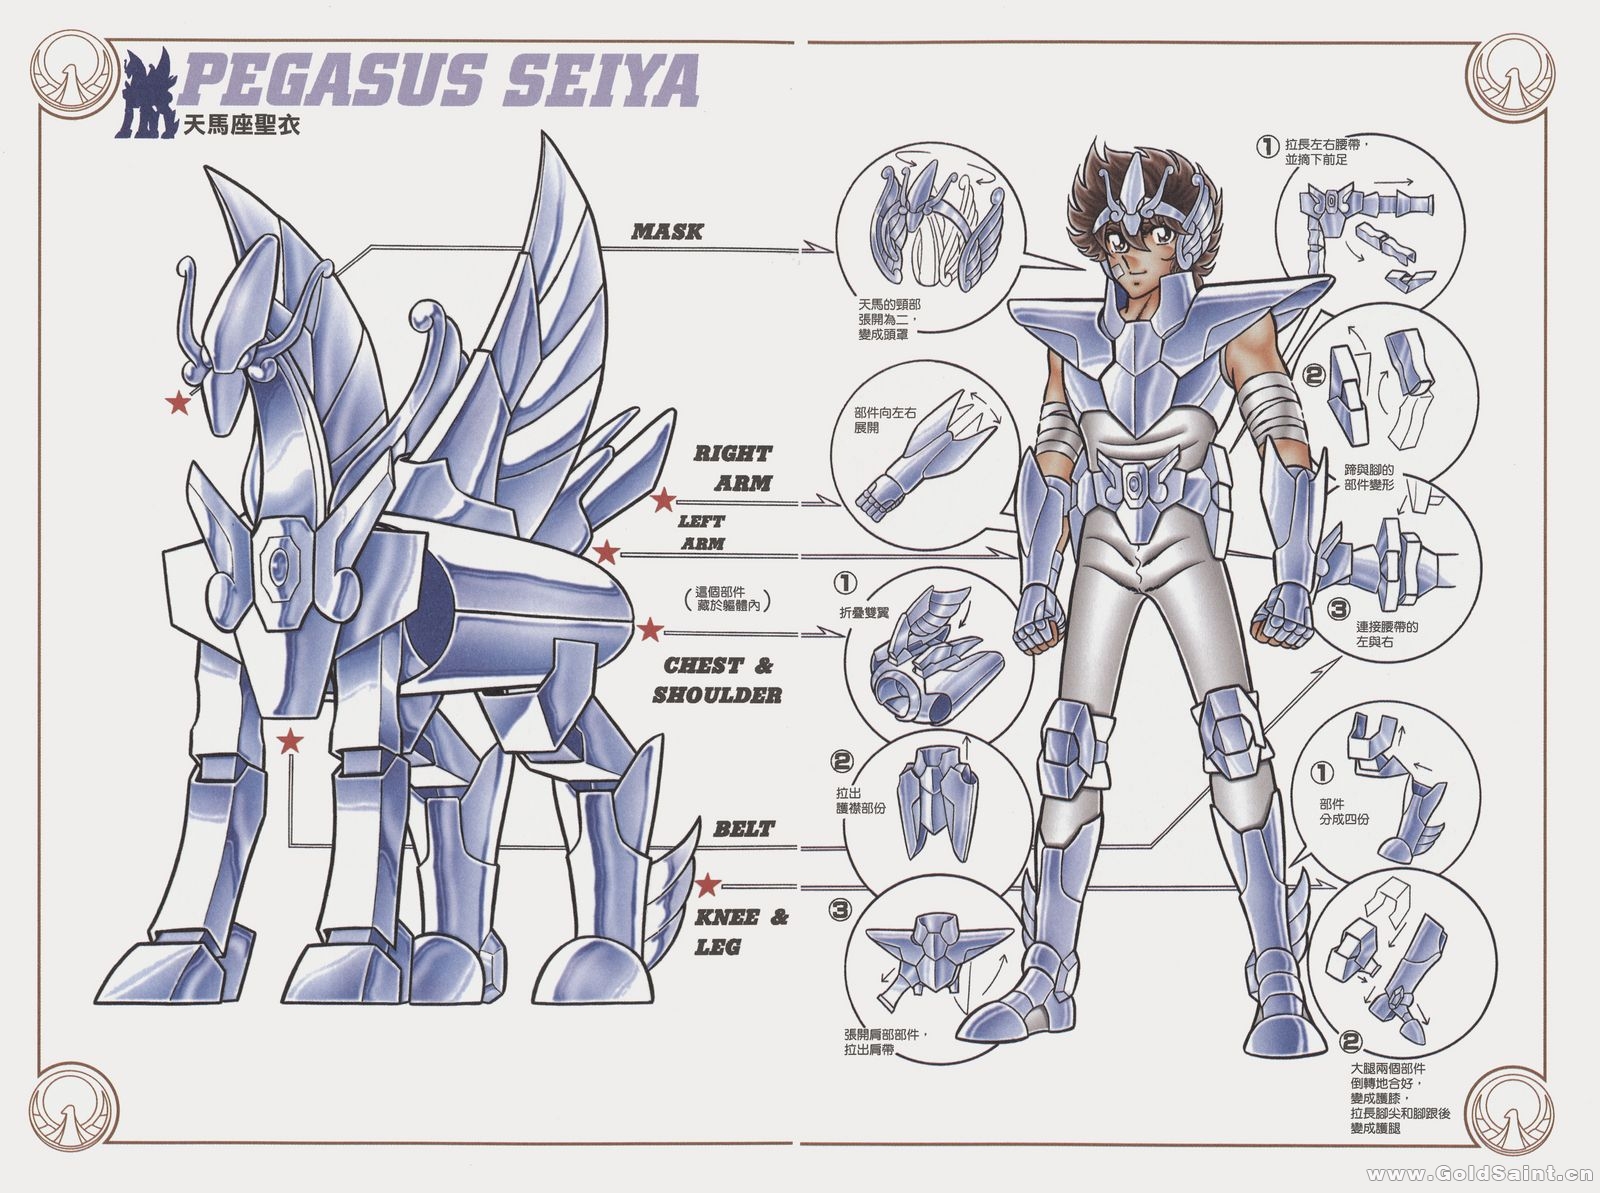 PEGASUS SEIYA
天馬座聖衣
MASK
天馬的頸部
張開為二，
變成頭罩
RIGHT
ARM
部件向左右
展開
LEFT
ARM
（這個部件
藏於軀體內）
CHEST &
SHOULDER
1
折疊雙翼
2
拉出
護襟部份
3
張開肩部部件，
拉出肩帶
BELT
1
拉長左右腰帶，
並摘下前足
2
蹄與腳的
部件變形
3
連接腰帶的
左與右
KNEE &
LEG
1
部件
分成四份
2
大腿兩個部件
倒轉地合好，
變成護膝，
拉長腳尖和腳跟後
變成護腿
www.GoldSaint.cn